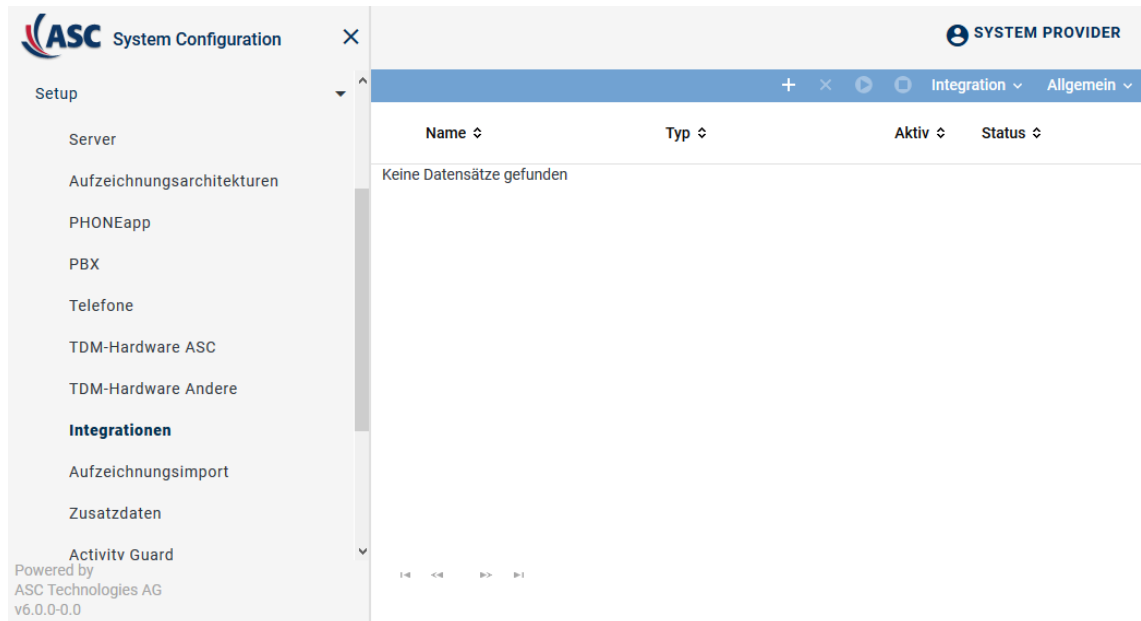 ASC System Configuration
SYSTEM PROVIDER
Setup
Server
Aufzeichnungsarchitekturen
PHONEapp
PBX
Telefone
TDM-Hardware ASC
TDM-Hardware Andere
Integrationen
Aufzeichnungsimport
Zusatzdaten
Activity Guard
Powered by
ASC Technologies AG
v6.0.0-0.0
Integration Allgemein
Name Typ Aktiv Status
Keine Datensätze gefunden